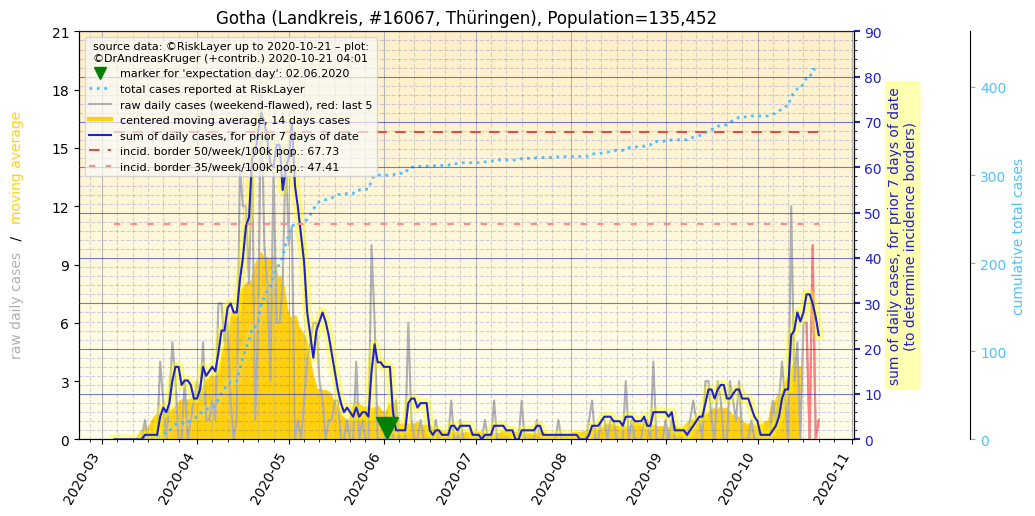 Gotha (Landkreis, #16067, Thüringen), Population=135,452
source data: ©RiskLayer up to 2020-10-21 – plot:
©DrAndreasKruger (+contrib.) 2020-10-21 04:01
marker for 'expectation day': 02.06.2020
total cases reported at RiskLayer
raw daily cases (weekend-flawed), red: last 5
centered moving average, 14 days cases
sum of daily cases, for prior 7 days of date
incid. border 50/week/100k pop.: 67.73
incid. border 35/week/100k pop.: 47.41
raw daily cases / moving average
21
18
15
12
9
6
3
0
2020-03
2020-04
2020-05
2020-06
2020-07
2020-08
2020-09
2020-10
2020-11
90
80
70
60
50
40
30
20
10
0
sum of daily cases, for prior 7 days of date
(to determine incidence borders)
400
300
200
100
0
cumulative total cases